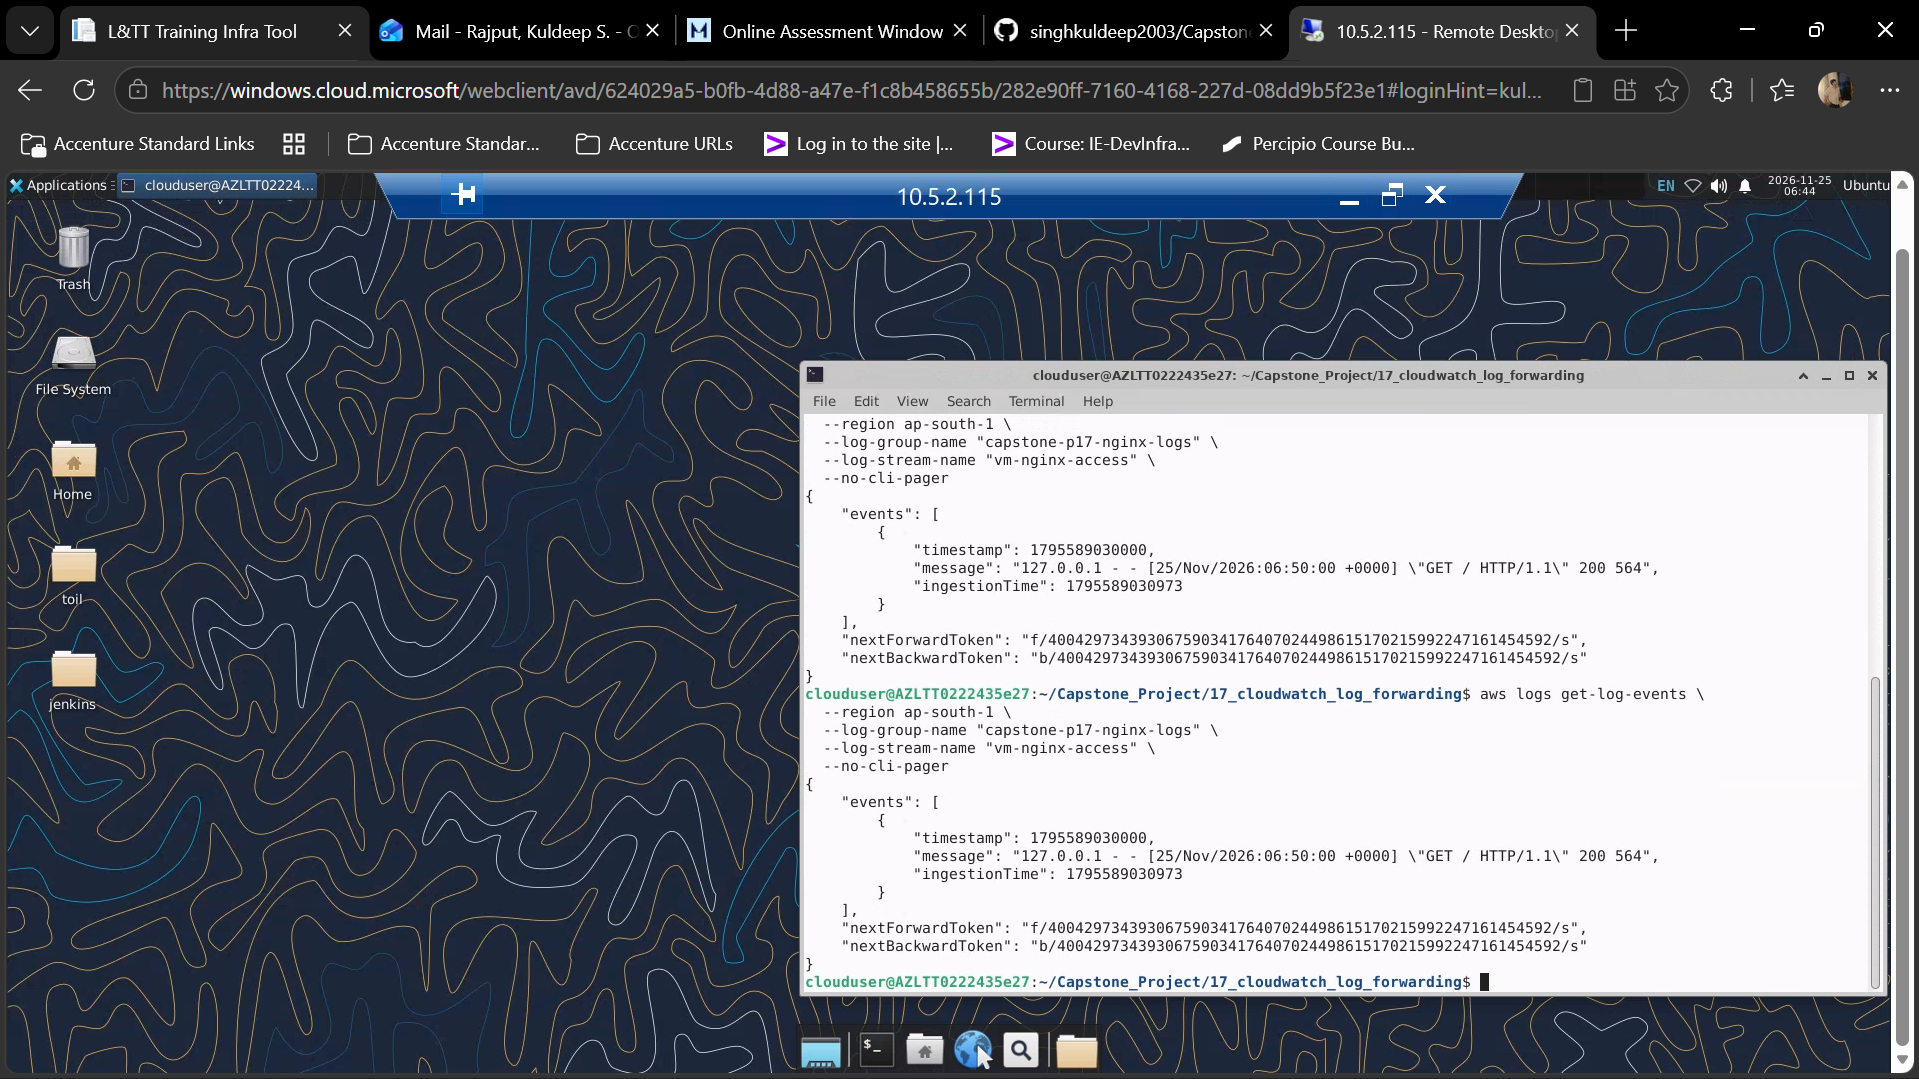 L&TT Training Infra Tool
Mail - Rajput, Kuldeep S. - O
Online Assessment Window
singhkuldeep2003/Capston
10.5.2.115 - Remote Deskto
https://windows.cloud.microsoft/webclient/avd/624029a5-b0fb-4d88-a47e-f1c8b458655b/282e90ff-7160-4168-227d-08dd9b5f23e1#loginHint=kul...
Accenture Standard Links
Accenture Standar...
Accenture URLs
Log in to the site |...
Course: IE-DevInfra...
Percipio Course Bu...
Applications
clouduser@AZLTT02224...
10.5.2.115
EN
2026-11-25
06:44
Ubuntu
Trash
File System
Home
toil
jenkins
clouduser@AZLTT0222435e27: ~/Capstone_Project/17_cloudwatch_log_forwarding
File Edit View Search Terminal Help
--region ap-south-1 \
--log-group-name "capstone-p17-nginx-logs" \
--log-stream-name "vm-nginx-access" \
--no-cli-pager
{
"events": [
{
"timestamp": 1795589030000,
"message": "127.0.0.1 - - [25/Nov/2026:06:50:00 +0000] \"GET / HTTP/1.1\" 200 564",
"ingestionTime": 1795589030973
}
],
"nextForwardToken": "f/40042973439306759034176407024498615170215992247161454592/s",
"nextBackwardToken": "b/40042973439306759034176407024498615170215992247161454592/s"
}
clouduser@AZLTT0222435e27:~/Capstone_Project/17_cloudwatch_log_forwarding$ aws logs get-log-events \
--region ap-south-1 \
--log-group-name "capstone-p17-nginx-logs" \
--log-stream-name "vm-nginx-access" \
--no-cli-pager
{
"events": [
{
"timestamp": 1795589030000,
"message": "127.0.0.1 - - [25/Nov/2026:06:50:00 +0000] \"GET / HTTP/1.1\" 200 564",
"ingestionTime": 1795589030973
}
],
"nextForwardToken": "f/40042973439306759034176407024498615170215992247161454592/s",
"nextBackwardToken": "b/40042973439306759034176407024498615170215992247161454592/s"
}
clouduser@AZLTT0222435e27:~/Capstone_Project/17_cloudwatch_log_forwarding$